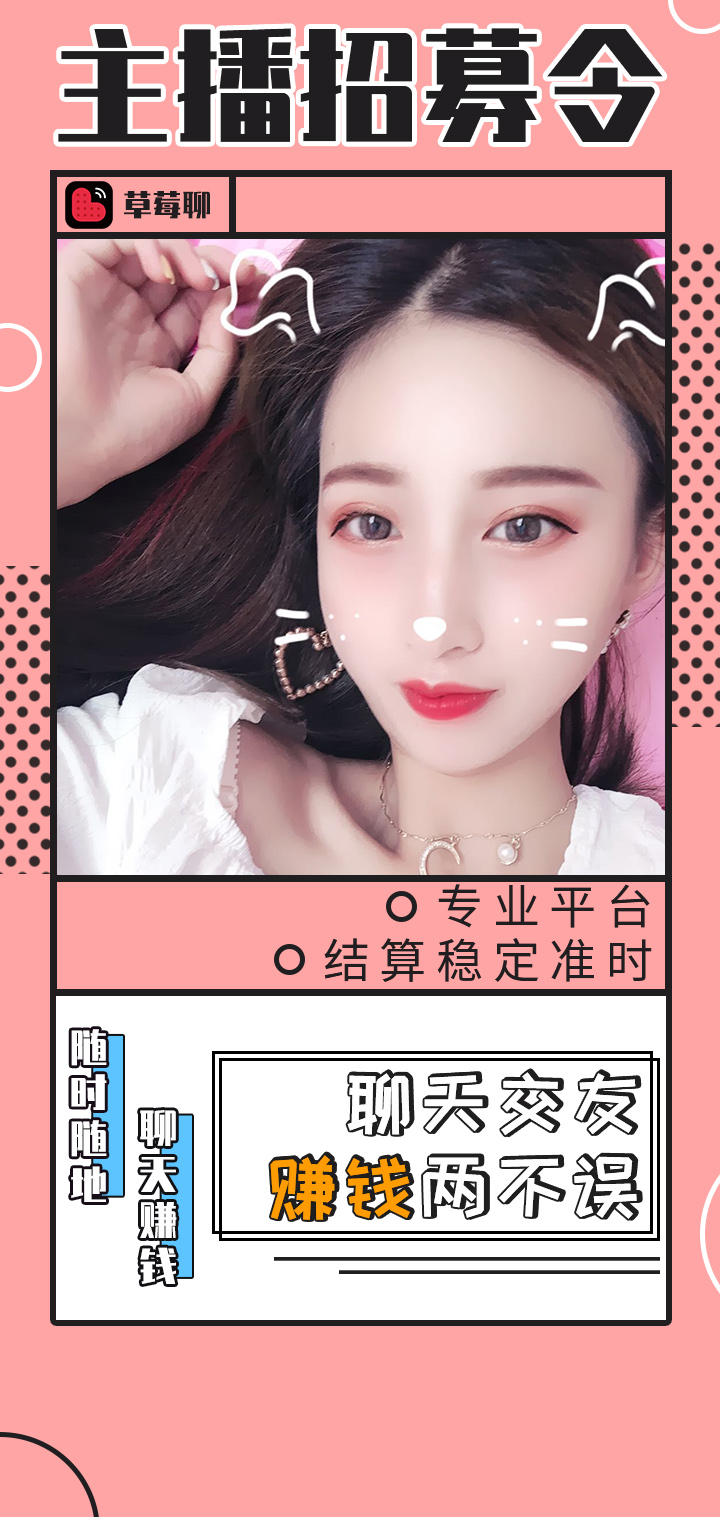 主播招募令
草莓聊
专业平台
结算稳定准时
随时随地
聊天赚钱
聊天交友
赚钱两不误